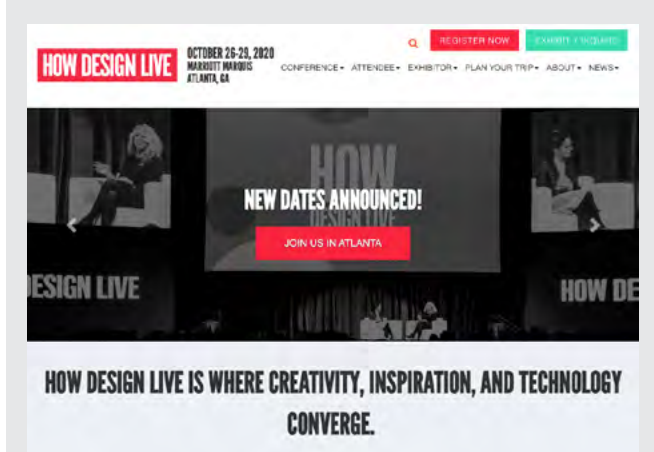 REGISTER NOW
HOW DESIGN LIVE
OCTOBER 26-29, 2020
MARRIOTT MARQUIS
ATLANTA, GA
CONFERENCE ATTENDEE EXHIBITOR PLAN YOUR TRIP ABOUT NEWS
HOW
DESIGN LIVE
NEW DATES ANNOUNCED!
JOIN US IN ATLANTA
DESIGN LIVE
HOW DE
HOW DESIGN LIVE IS WHERE CREATIVITY, INSPIRATION, AND TECHNOLOGY
CONVERGE.